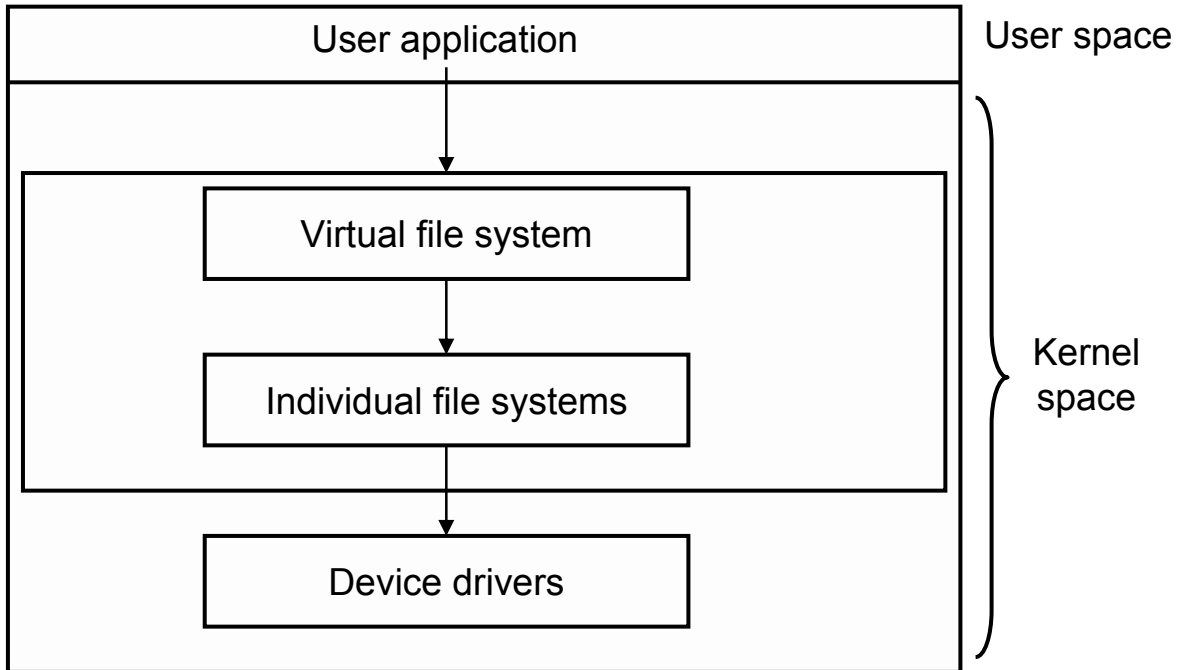 User application
User space
Virtual file system
Individual file systems
Kernel
space
Device drivers